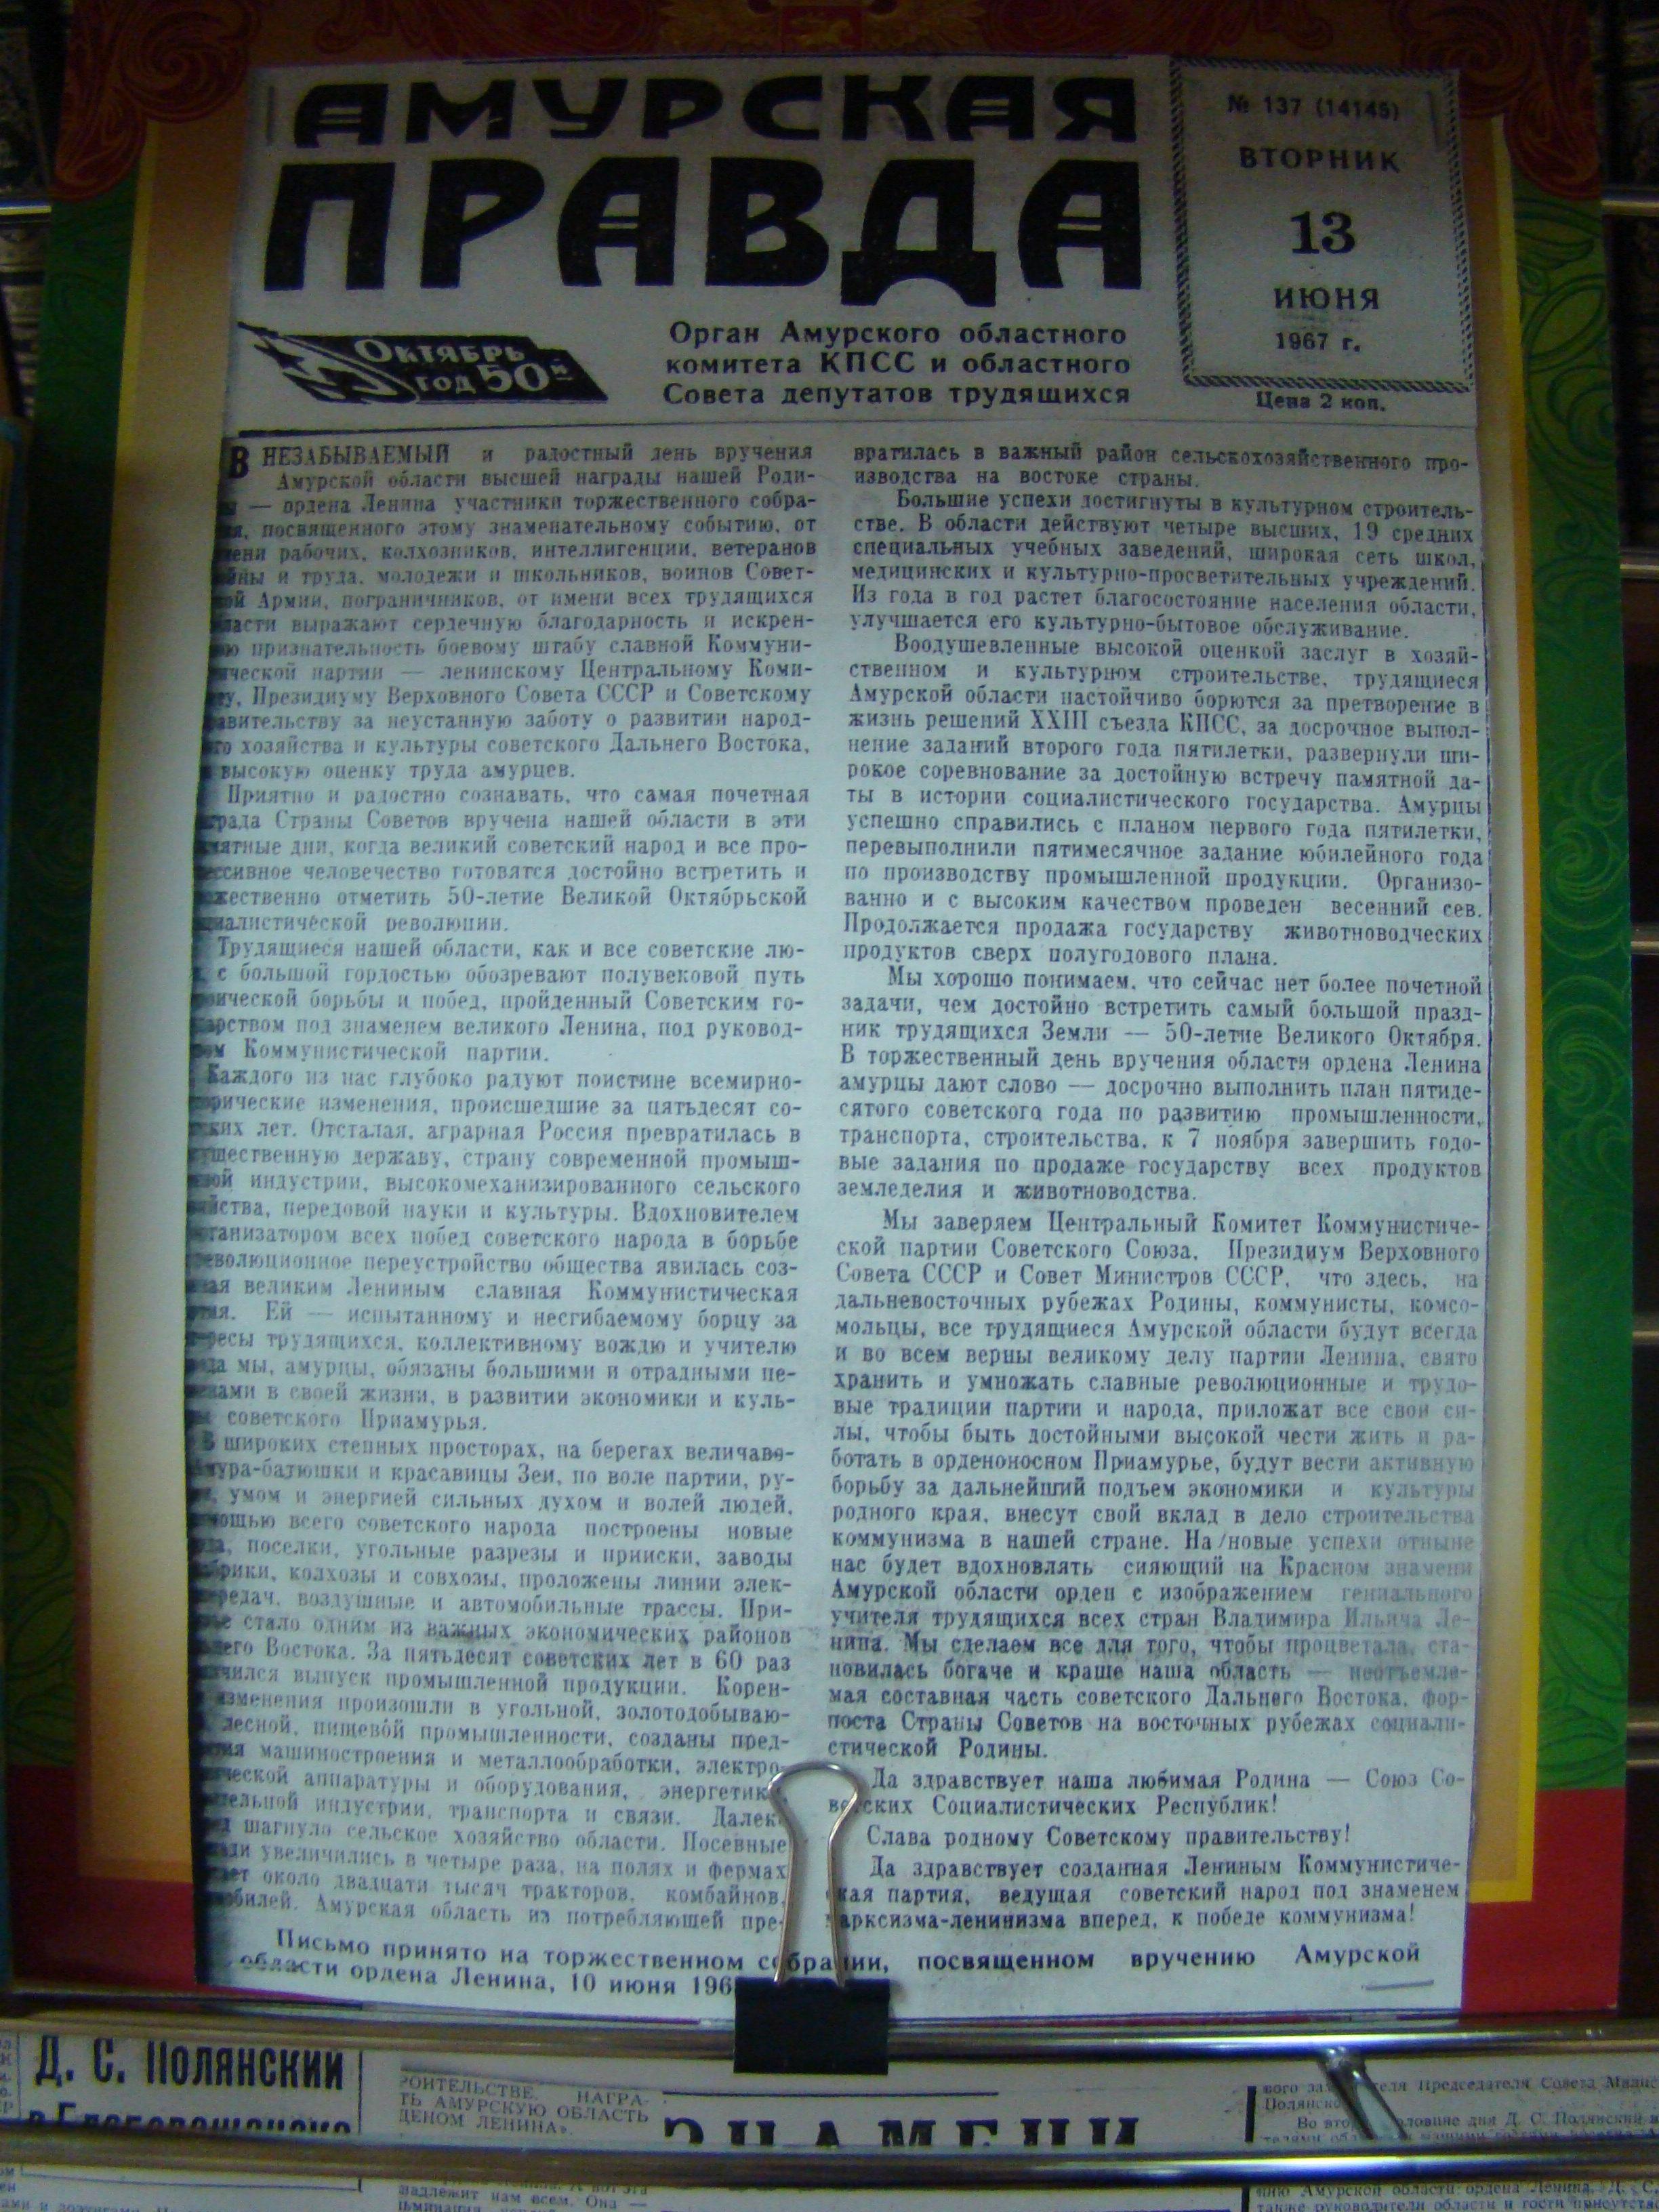 АМУРСКАЯ
ПРАВДА
№ 137 (14145)
ВТОРНИК
13
ИЮНЯ
1967 г.
Цена 2 коп.
ОКТЯБРЬ
ГОД 50й
Орган Амурского областного
комитета КПСС и областного
Совета депутатов трудящихся
В НЕЗАБЫВАЕМЫЙ и радостный день вручения
Амурской области высшей награды нашей Роди-
— ордена Ленина участники торжественного собра-
посвященного этому знаменательному событию, от
рабочих, колхозников, интеллигенции, ветеранов
и труда, молодежи и школьников, воинов Совет-
Армии, пограничников, от имени всех трудящихся
выражают сердечную благодарность и искрен-
признательность боевому штабу славной Коммуни-
партии — ленинскому Центральному Коми-
Президиуму Верховного Совета СССР и Советскому
за неустанную заботу о развитии народ-
хозяйства и культуры советского Дальнего Востока,
высокую оценку труда амурцев.
Приятно и радостно сознавать, что самая почетная
Страны Советов вручена нашей области в эти
дни, когда великий советский народ и все про-
человечество готовятся достойно встретить и
отметить 50-летие Великой Октябрьской
революции.
Трудящиеся нашей области, как и все советские лю-
с большой гордостью обозревают полувековой путь
борьбы и побед, пройденный Советским го-
под знаменем великого Ленина, под руковод-
Коммунистической партии.
Каждого из нас глубоко радуют поистине всемирно-
изменения, происшедшие за пятьдесят со-
лет. Отсталая, аграрная Россия превратилась в
державу, страну современной промыш-
индустрии, высокомеханизированного сельского
передовой науки и культуры. Вдохновителем
всех побед советского народа в борьбе
переустройство общества явилась соз-
великим Лениным славная Коммунистическая
Ей — испытанному и несгибаемому борцу за
трудящихся, коллективному вождю и учителю
мы, амурцы, обязаны большими и отрадными пе-
в своей жизни, в развитии экономики и куль-
советского Приамурья.
В широких степных просторах, на берегах величаво-
и красавицы Зеи, по воле партии, ру-
умом и энергией сильных духом и волей людей,
всего советского народа построены новые
поселки, угольные разрезы и прииски, заводы
колхозы и совхозы, проложены линии элек-
воздушные и автомобильные трассы. При-
стало одним из важных экономических районов
Востока. За пятьдесят советских лет в 60 раз
выпуск промышленной продукции. Корен-
изменения произошли в угольной, золотодобываю-
лесной, пищевой промышленности, созданы пред-
машиностроения и металлообработки, электро-
аппаратуры и оборудования, энергетики,
индустрии, транспорта и связи. Далеко
шагнуло сельское хозяйство области. Посевные
увеличились в четыре раза, на полях и фермах
около двадцати тысяч тракторов, комбайнов,
Амурская область из потребляющей пре-
вратилась в важный район сельскохозяйственного про-
изводства на востоке страны.
Большие успехи достигнуты в культурном строитель-
стве. В области действуют четыре высших, 19 средних
специальных учебных заведений, широкая сеть школ,
медицинских и культурно-просветительных учреждений.
Из года в год растет благосостояние населения области,
улучшается его культурно-бытовое обслуживание.
Воодушевленные высокой оценкой заслуг в хозяй-
ственном и культурном строительстве, трудящиеся
Амурской области настойчиво борются за претворение в
жизнь решений XXIII съезда КПСС, за досрочное выпол-
нение заданий второго года пятилетки, развернули ши-
рокое соревнование за достойную встречу памятной да-
ты в истории социалистического государства. Амурцы
успешно справились с планом первого года пятилетки,
перевыполнили пятимесячное задание юбилейного года
по производству промышленной продукции. Организо-
ванно и с высоким качеством проведен весенний сев.
Продолжается продажа государству животноводческих
продуктов сверх полугодового плана.
Мы хорошо понимаем, что сейчас нет более почетной
задачи, чем достойно встретить самый большой празд-
ник трудящихся Земли — 50-летие Великого Октября.
В торжественный день вручения области ордена Ленина
амурцы дают слово — досрочно выполнить план пятиде-
сятого советского года по развитию промышленности,
транспорта, строительства, к 7 ноября завершить годо-
вые задания по продаже государству всех продуктов
земледелия и животноводства.
Мы заверяем Центральный Комитет Коммунистиче-
ской партии Советского Союза, Президиум Верховного
Совета СССР и Совет Министров СССР, что здесь, на
дальневосточных рубежах Родины, коммунисты, комсо-
мольцы, все трудящиеся Амурской области будут всегда
и во всем верны великому делу партии Ленина, свято
хранить и умножать славные революционные и трудо-
вые традиции партии и народа, приложат все свои си-
лы, чтобы быть достойными высокой чести жить и ра-
ботать в орденоносном Приамурье, будут вести активную
борьбу за дальнейший подъем экономики и культуры
родного края, внесут свой вклад в дело строительства
коммунизма в нашей стране. На новые успехи отныне
нас будет вдохновлять сияющий на Красном знамени
Амурской области орден с изображением гениального
учителя трудящихся всех стран Владимира Ильича Ле-
нина. Мы сделаем все для того, чтобы процветала, ста-
новилась богаче и краше наша область — неотъемле-
мая составная часть советского Дальнего Востока, фор-
поста Страны Советов на восточных рубежах социали-
стической Родины.
Да здравствует наша любимая Родина — Союз Со-
ветских Социалистических Республик!
Слава родному Советскому правительству!
Да здравствует созданная Лениным Коммунистиче-
ская партия, ведущая советский народ под знаменем
марксизма-ленинизма вперед, к победе коммунизма!
Письмо принято на торжественном собрании, посвященном вручению Амурской
области ордена Ленина, 10 июня 196
Д. С. ПОЛЯНСКИЙ
РОИТЕЛЬСТВЕ, НАГРА-
ТЬ АМУРСКУЮ ОБЛАСТЬ
ДЕНОМ ЛЕНИНА».
ЗНАМЕНИ
Председателя Совета Минис
Во дня Д. С. Полянский
надлежит нам всем. Она —
нию Амурской области ордена Ленина, Д. С.
также руководители области и гости